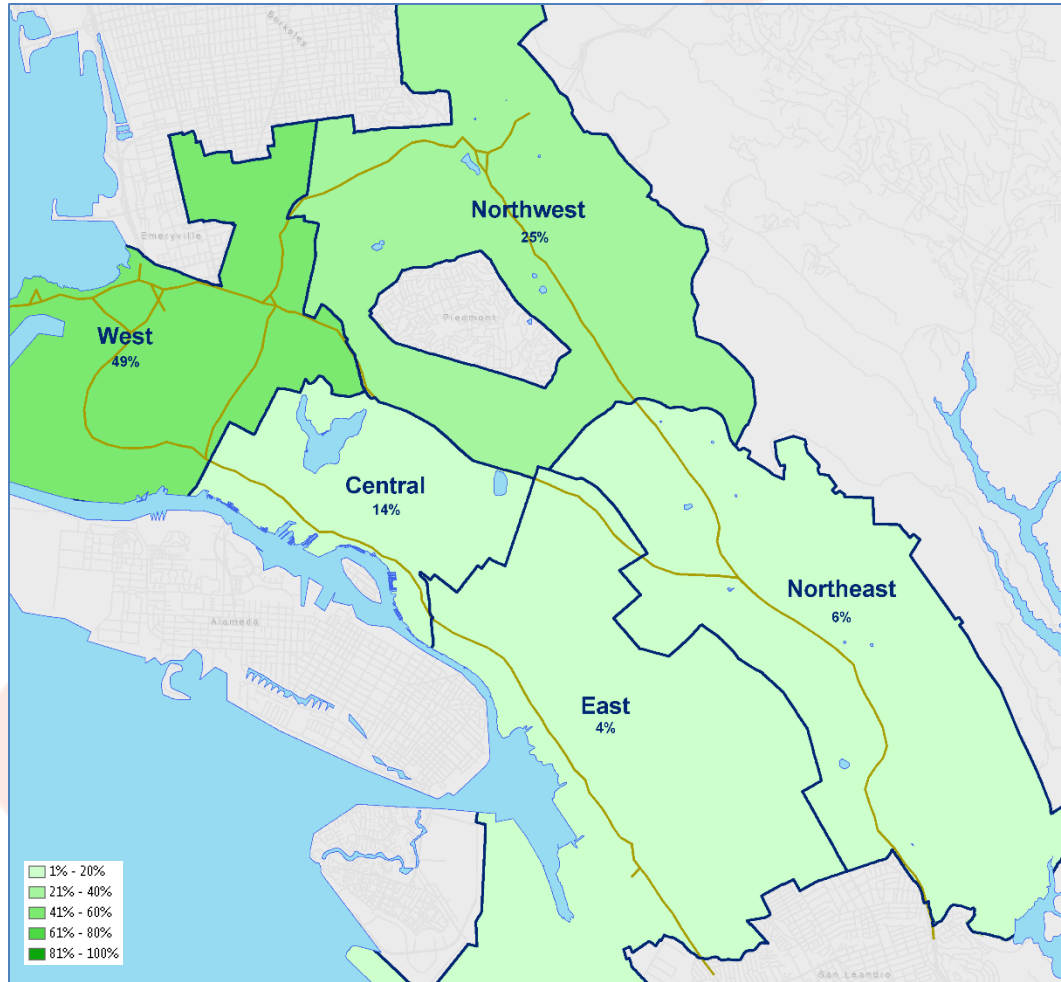 Berkeley
Northwest
25%
Emeryville
Piedmont
West
49%
Central
14%
Northeast
6%
Alameda
East
4%
1% - 20%
21% - 40%
41% - 60%
61% - 80%
81% - 100%
San Leandro